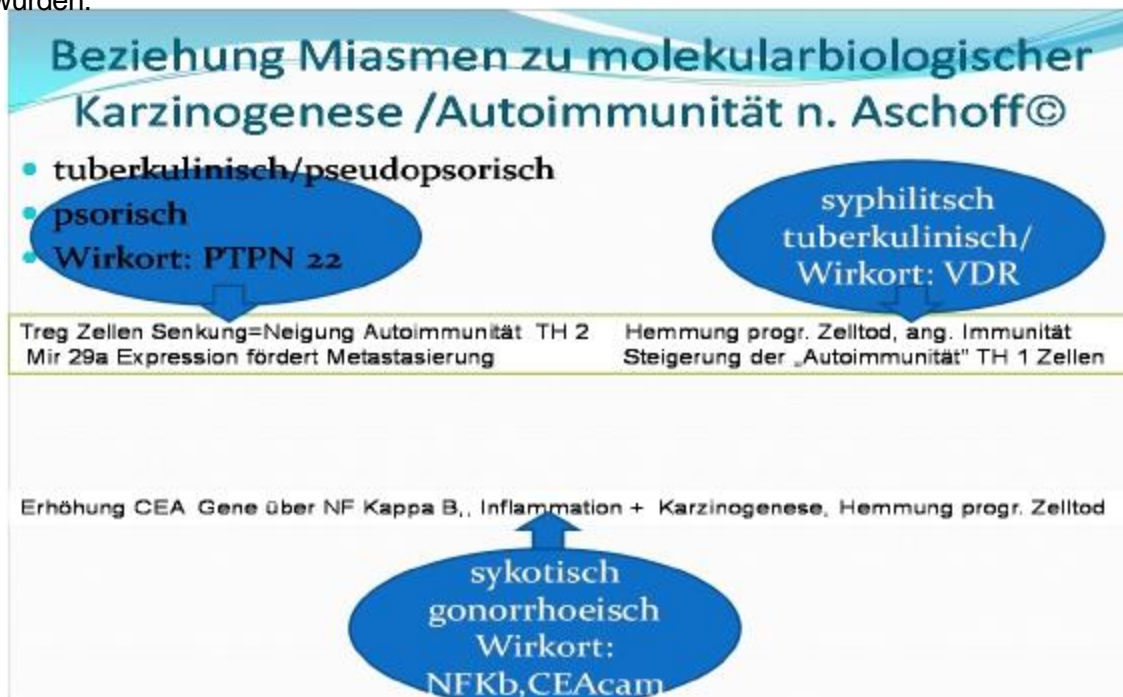 wurden.
Beziehung Miasmen zu molekularbiologischer
Karzinogenese /Autoimmunität n. Aschoff©
tuberkulinisch/pseudopsorisch
psorisch
Wirkort: PTPN 22
syphilitsch
tuberkulinisch/
Wirkort: VDR
Treg Zellen Senkung=Neigung Autoimmunität TH 2
Mir 29a Expression fördert Metastasierung
Hemmung progr. Zelltod, ang. Immunität
Steigerung der „Autoimmunität" TH 1 Zellen
Erhöhung CEA Gene über NF Kappa B,, Inflammation + Karzinogenese, Hemmung progr. Zelltod
sykotisch
gonorrhoeisch
Wirkort:
NFKb,CEAcam